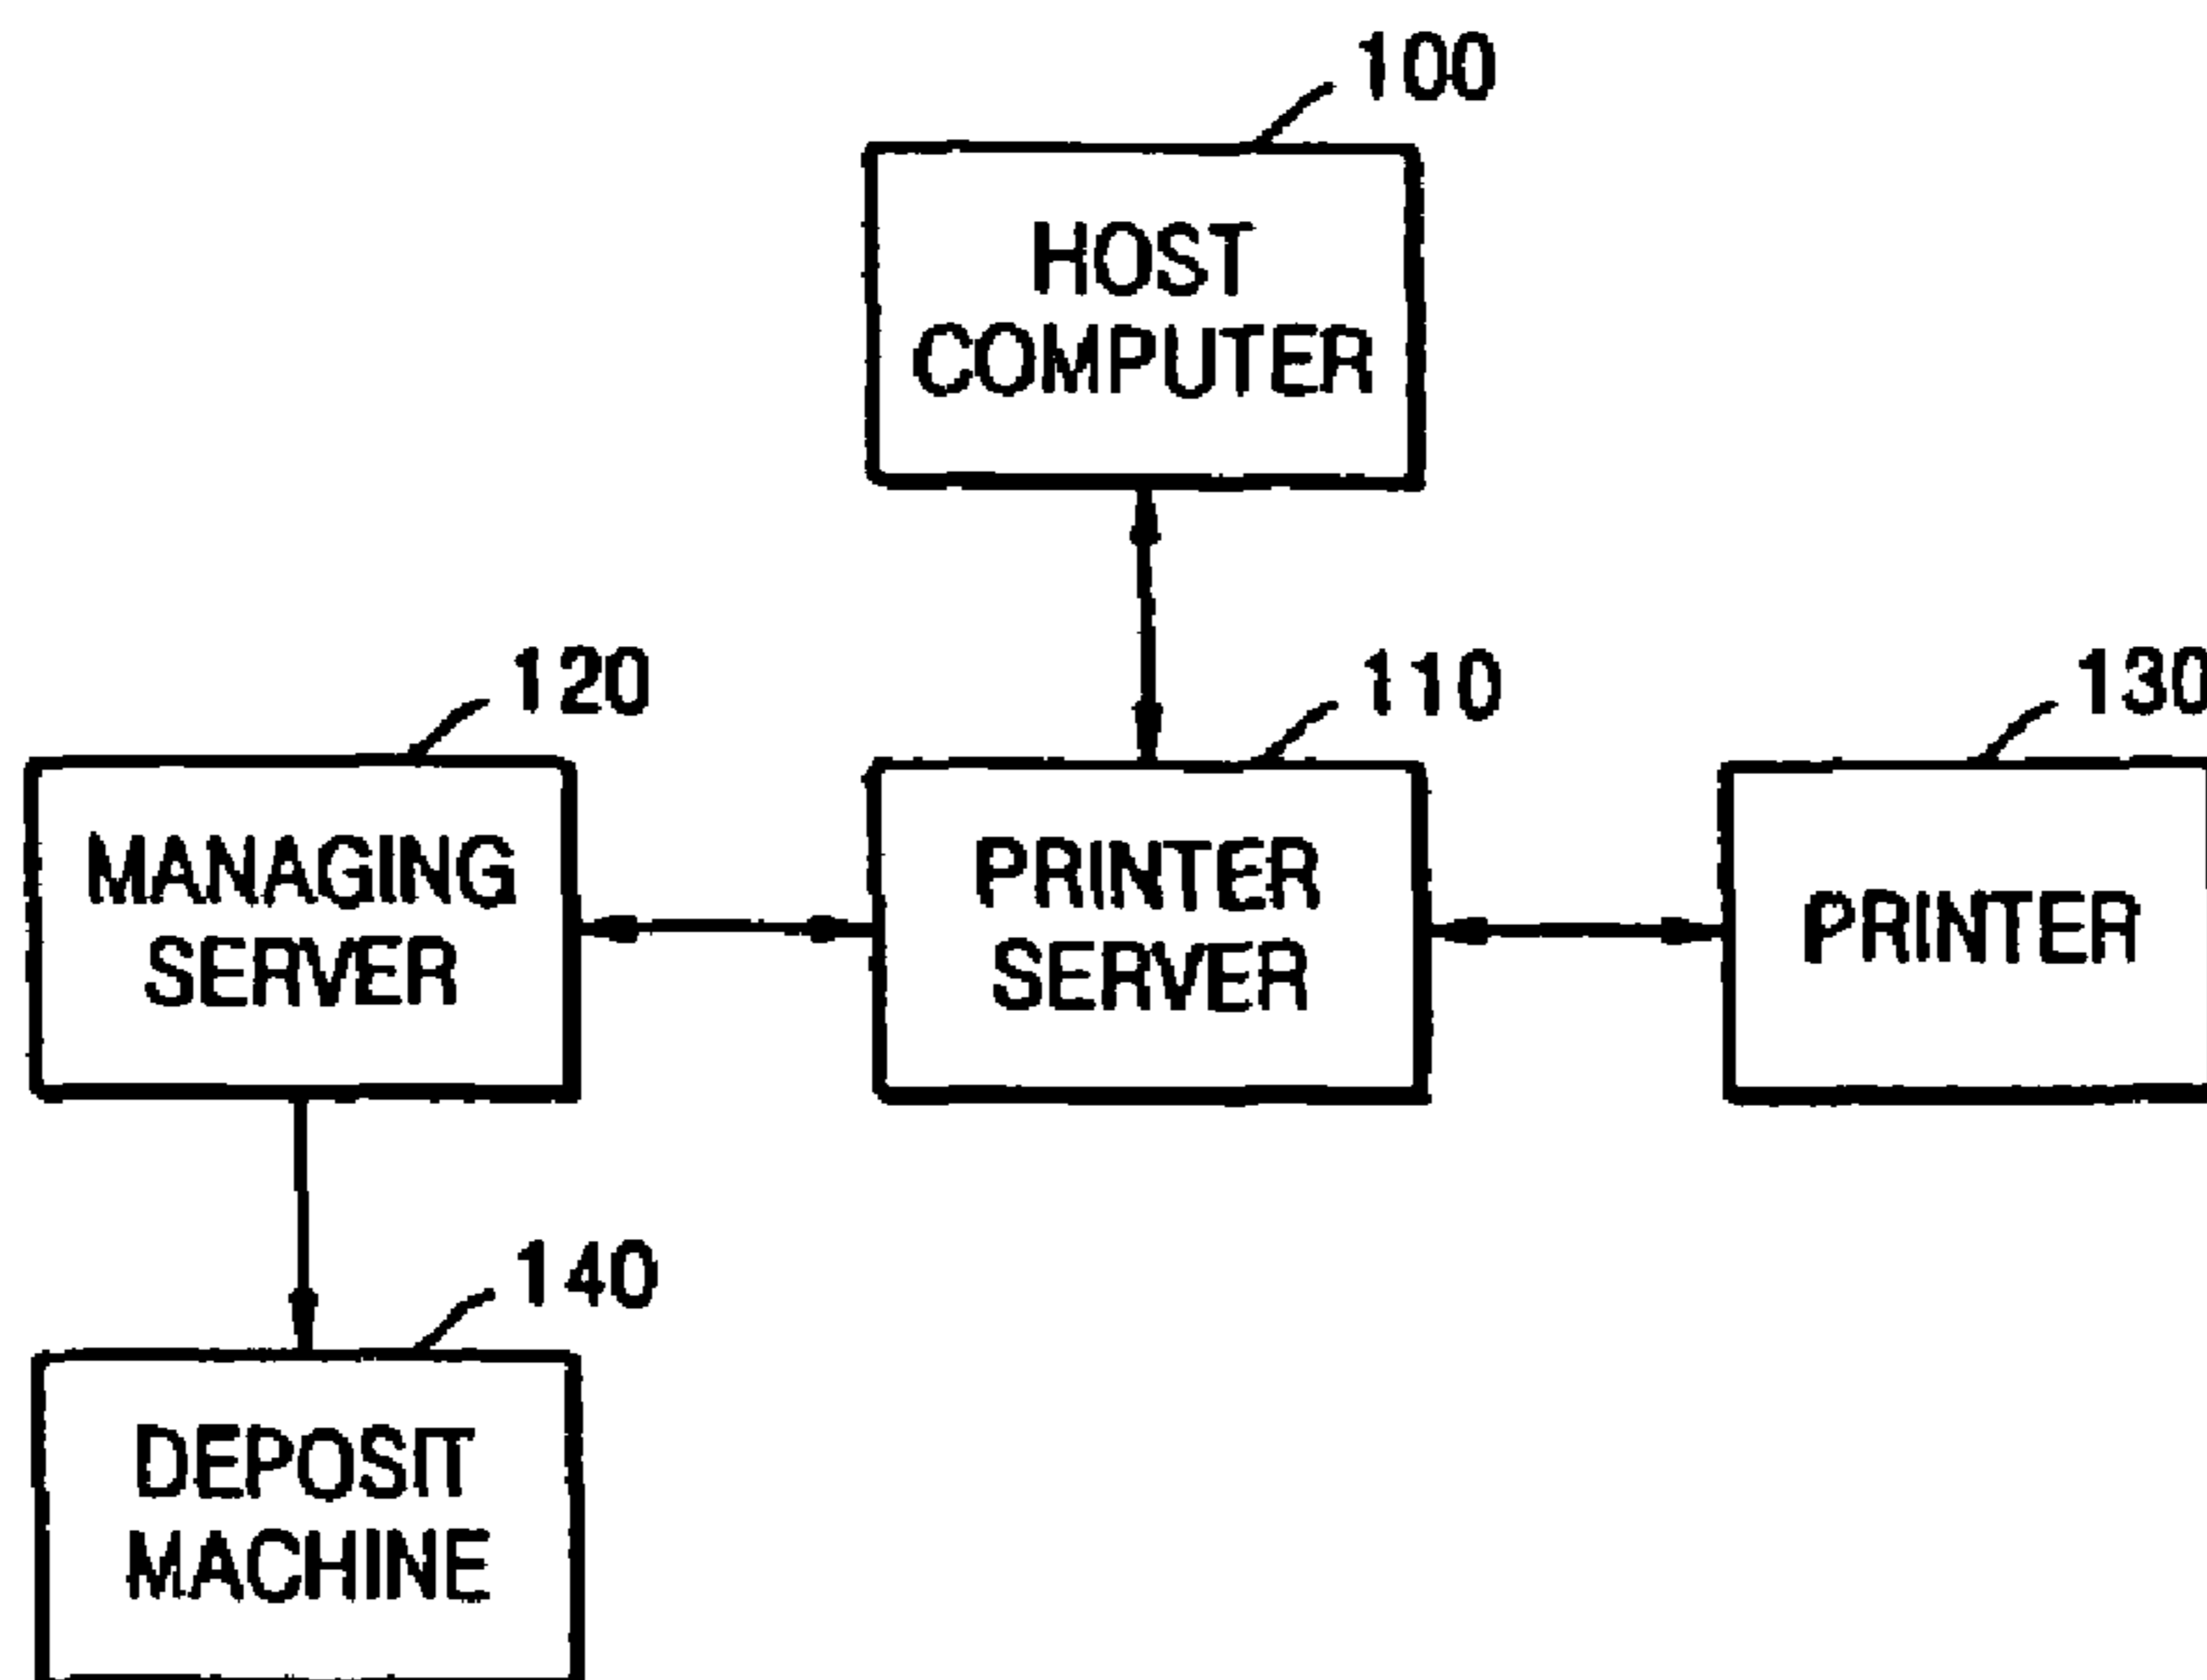 100
HOST
COMPUTER
120
110
130
MANAGING
SERVER
PRINTER
SERVER
PRINTER
140
DEPOSIT
MACHINE